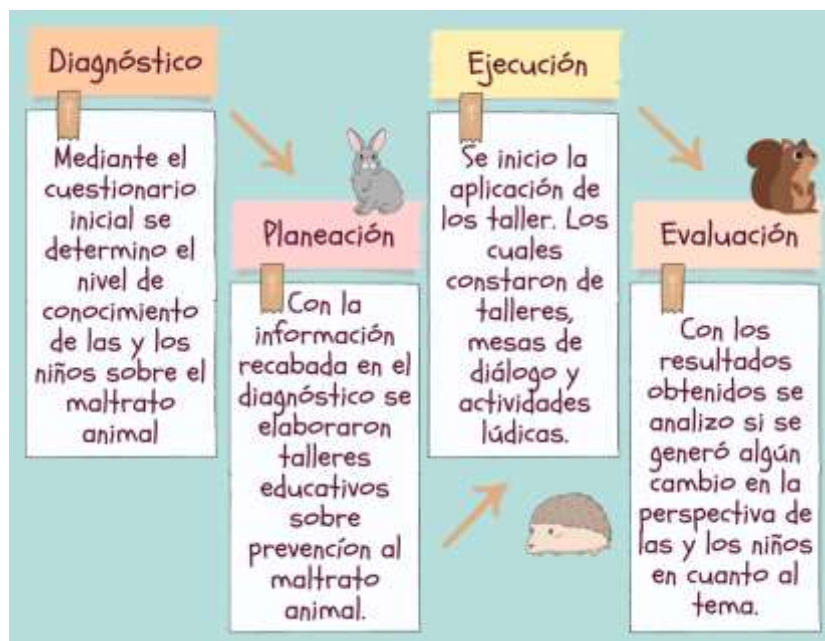 Diagnóstico
Mediante el
cuestionario
inicial se
determino el
nivel de
conocimiento
de las y los
niños sobre el
maltrato
animal
Planeación
Con la
información
recabada en el
diagnóstico se
elaboraron
talleres
educativos
sobre
prevencíon al
maltrato
animal.
Ejecución
Se inicio la
aplicación de
los taller. Los
cuales
constaron de
talleres,
mesas de
diálogo y
actividades
lúdicas.
Evaluación
Con los
resultados
obtenidos se
analizo si se
generó algún
cambio en la
perspectiva de
las y los niños
en cuanto al
tema.